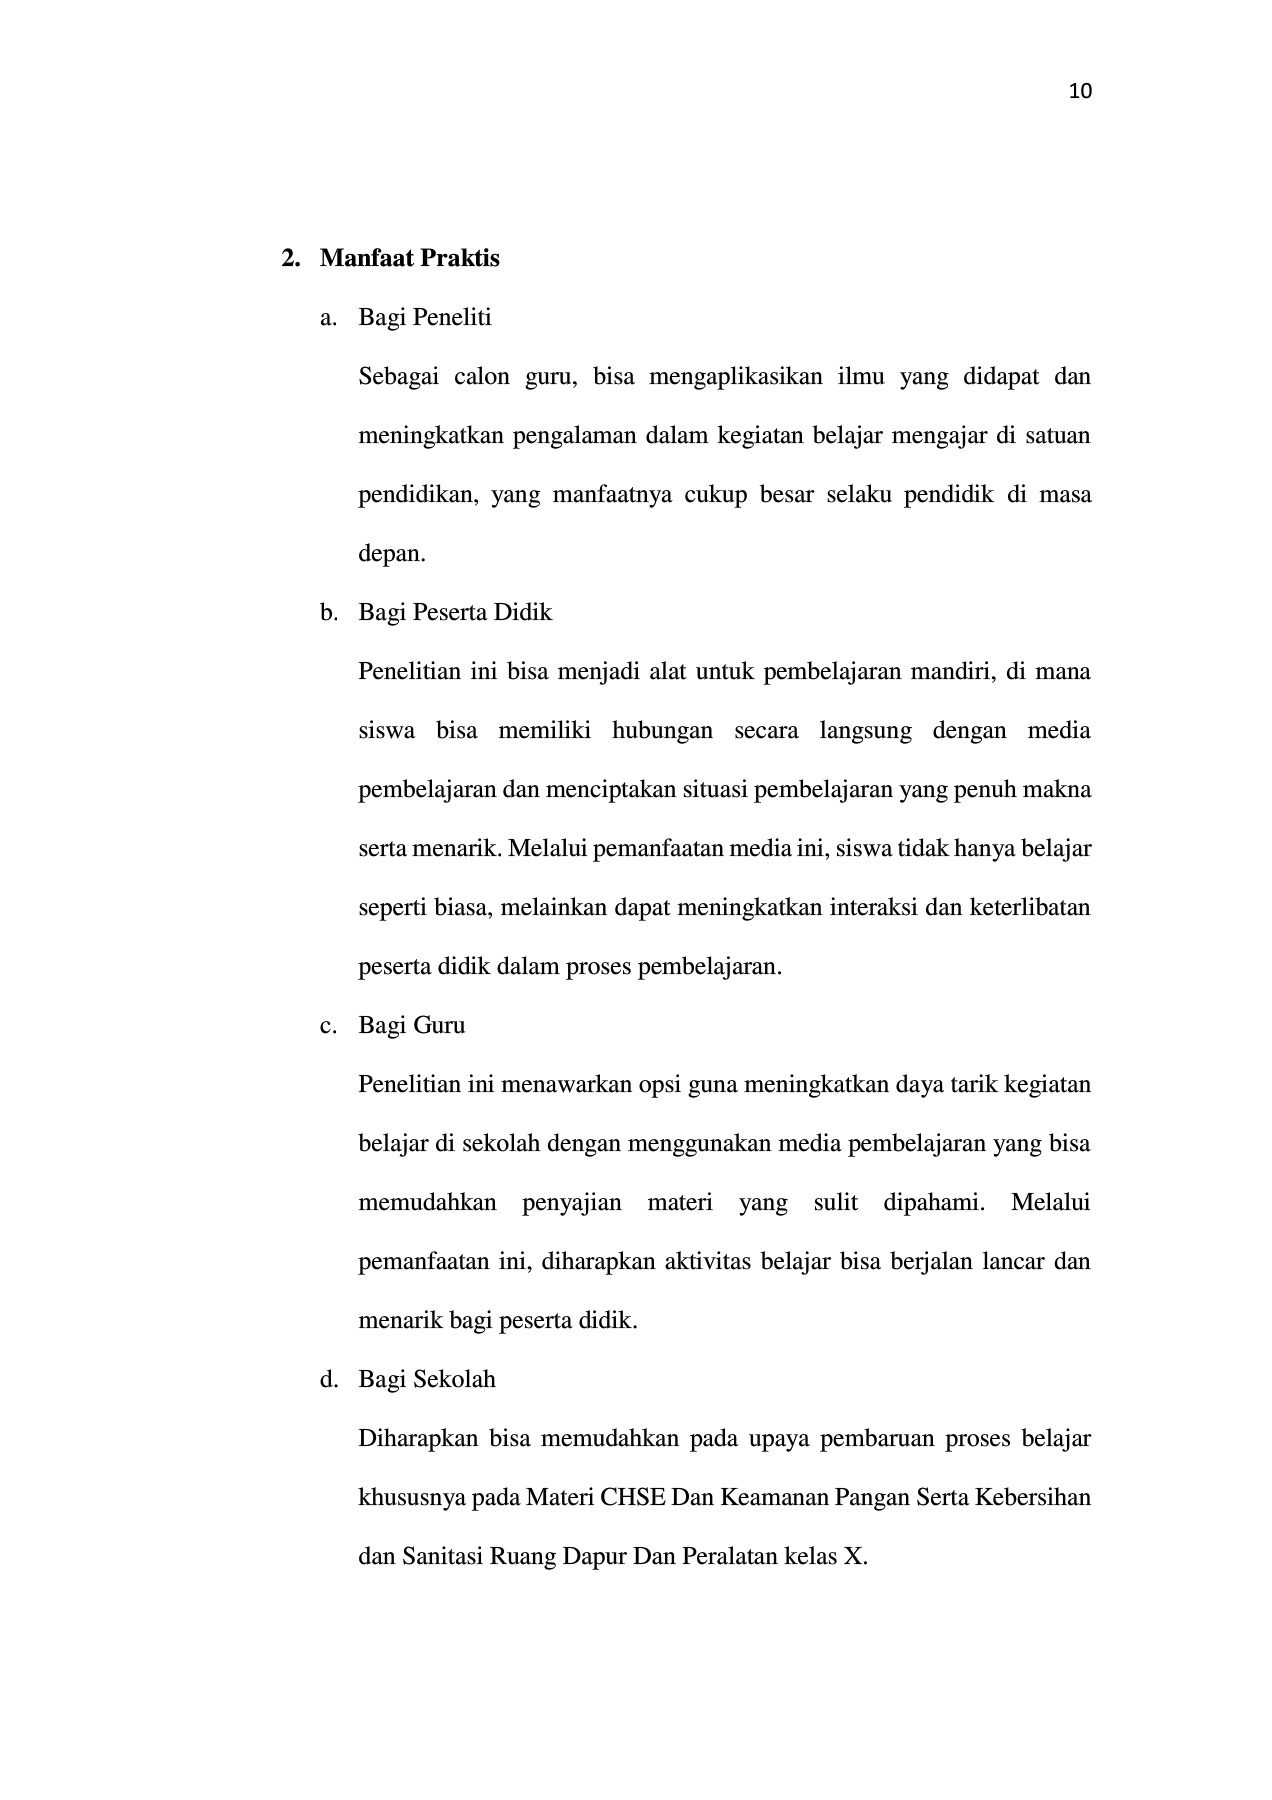 10
2. Manfaat Praktis
a. Bagi Peneliti
Sebagai calon guru, bisa mengaplikasikan ilmu yang didapat dan
meningkatkan pengalaman dalam kegiatan belajar mengajar di satuan
pendidikan, yang manfaatnya cukup besar selaku pendidik di masa
depan.
b. Bagi Peserta Didik
Penelitian ini bisa menjadi alat untuk pembelajaran mandiri, di mana
siswa bisa memiliki hubungan secara langsung dengan media
pembelajaran dan menciptakan situasi pembelajaran yang penuh makna
serta menarik. Melalui pemanfaatan media ini, siswa tidak hanya belajar
seperti biasa, melainkan dapat meningkatkan interaksi dan keterlibatan
peserta didik dalam proses pembelajaran.
c. Bagi Guru
Penelitian ini menawarkan opsi guna meningkatkan daya tarik kegiatan
belajar di sekolah dengan menggunakan media pembelajaran yang bisa
memudahkan penyajian materi yang sulit dipahami. Melalui
pemanfaatan ini, diharapkan aktivitas belajar bisa berjalan lancar dan
menarik bagi peserta didik.
d. Bagi Sekolah
Diharapkan bisa memudahkan pada upaya pembaruan proses belajar
khususnya pada Materi CHSE Dan Keamanan Pangan Serta Kebersihan
dan Sanitasi Ruang Dapur Dan Peralatan kelas X.